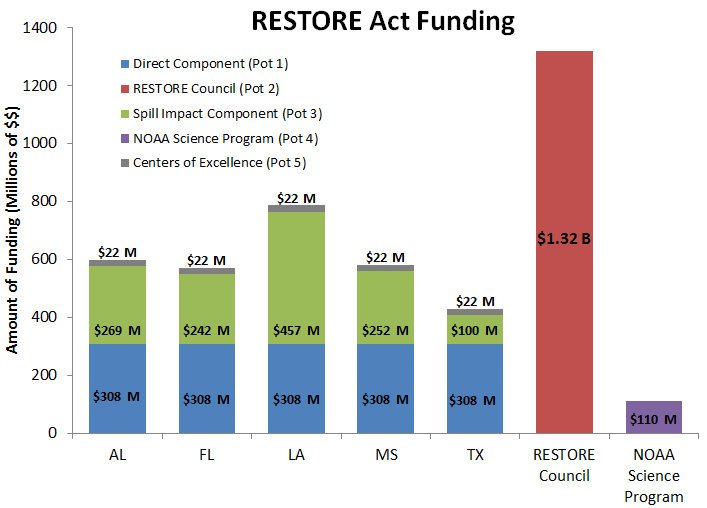 RESTORE Act Funding
Amount of Funding (Millions of $$)
1400
1200
1000
800
600
400
200
0
Direct Component (Pot 1)
RESTORE Council (Pot 2)
Spill Impact Component (Pot 3)
NOAA Science Program (Pot 4)
Centers of Excellence (Pot 5)
$22 M
$22 M
$22 M
$22 M
$22 M
$269 M
$242 M
$457 M
$252 M
$100 M
$308 M
$308 M
$308 M
$308 M
$308 M
$1.32 B
$110 M
AL
FL
LA
MS
TX
RESTORE
Council
NOAA
Science
Program